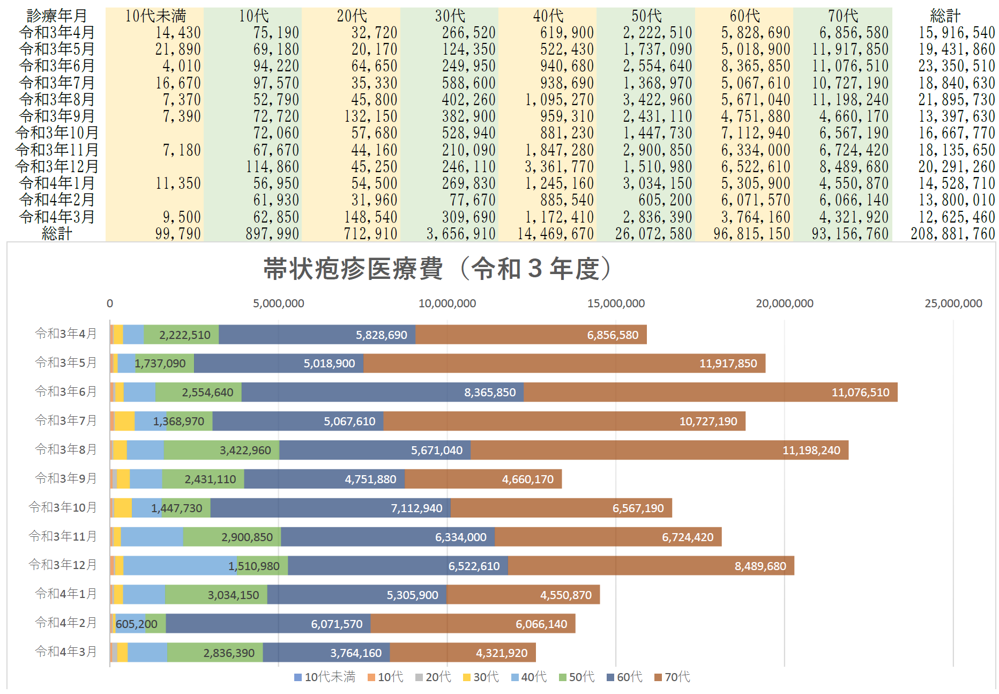 診療年月 10代未満 10代 20代 30代 40代 50代 60代 70代 総計
令和3年4月 14,430 75,190 32,720 266,520 619,900 2,222,510 5,828,690 6,856,580 15,916,540
令和3年5月 21,890 69,180 20,170 124,350 522,430 1,737,090 5,018,900 11,917,850 19,431,860
令和3年6月 4,010 94,220 64,650 249,950 940,680 2,554,640 8,365,850 11,076,510 23,350,510
令和3年7月 16,670 97,570 35,330 588,600 938,690 1,368,970 5,067,610 10,727,190 18,840,630
令和3年8月 7,370 52,790 45,800 402,260 1,095,270 3,422,960 5,671,040 11,198,240 21,895,730
令和3年9月 7,390 72,720 132,150 382,900 959,310 2,431,110 4,751,880 4,660,170 13,397,630
令和3年10月 72,060 57,680 528,940 881,230 1,447,730 7,112,940 6,567,190 16,667,770
令和3年11月 7,180 67,670 44,160 210,090 1,847,280 2,900,850 6,334,000 6,724,420 18,135,650
令和3年12月 114,860 45,250 246,110 3,361,770 1,510,980 6,522,610 8,489,680 20,291,260
令和4年1月 11,350 56,950 54,500 269,830 1,245,160 3,034,150 5,305,900 4,550,870 14,528,710
令和4年2月 61,930 31,960 77,670 885,540 605,200 6,071,570 6,066,140 13,800,010
令和4年3月 9,500 62,850 148,540 309,690 1,172,410 2,836,390 3,764,160 4,321,920 12,625,460
総計 99,790 897,990 712,910 3,656,910 14,469,670 26,072,580 96,815,150 93,156,760 208,881,760
帯状疱疹医療費（令和３年度）
0 5,000,000 10,000,000 15,000,000 20,000,000 25,000,000
令和3年4月 2,222,510 5,828,690 6,856,580
令和3年5月 1,737,090 5,018,900 11,917,850
令和3年6月 2,554,640 8,365,850 11,076,510
令和3年7月 1,368,970 5,067,610 10,727,190
令和3年8月 3,422,960 5,671,040 11,198,240
令和3年9月 2,431,110 4,751,880 4,660,170
令和3年10月 1,447,730 7,112,940 6,567,190
令和3年11月 2,900,850 6,334,000 6,724,420
令和3年12月 1,510,980 6,522,610 8,489,680
令和4年1月 3,034,150 5,305,900 4,550,870
令和4年2月 605,200 6,071,570 6,066,140
令和4年3月 2,836,390 3,764,160 4,321,920
10代未満 10代 20代 30代 40代 50代 60代 70代